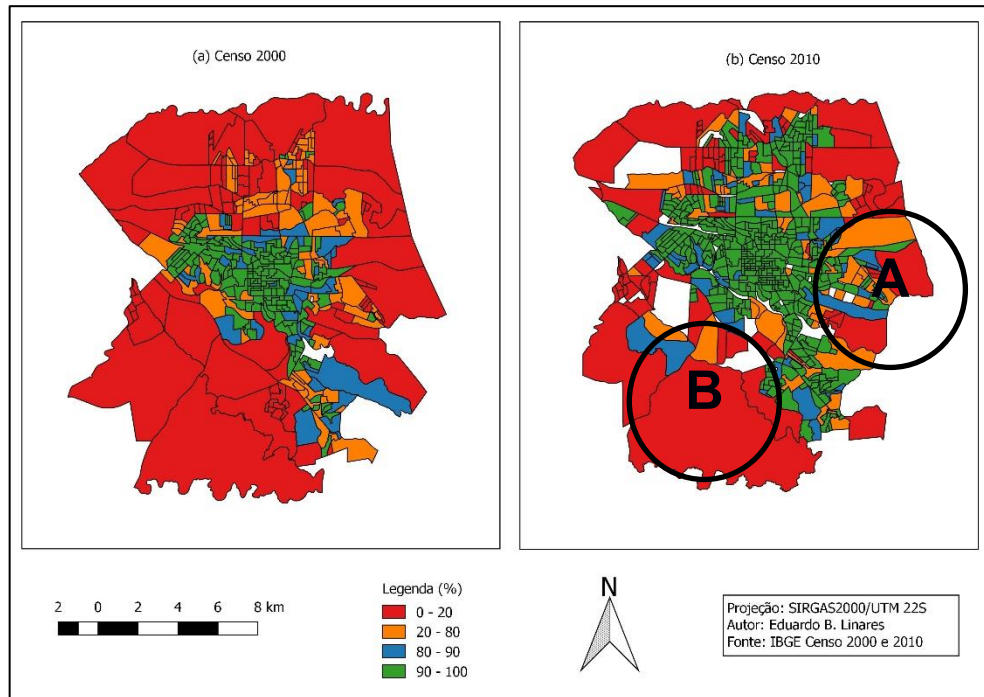 (a) Censo 2000
(b) Censo 2010
A
B
2 0 2 4 6 8 km
Legenda (%)
0 - 20
20 - 80
80 - 90
90 - 100
N
Projeção: SIRGAS2000/UTM 22S
Autor: Eduardo B. Linares
Fonte: IBGE Censo 2000 e 2010